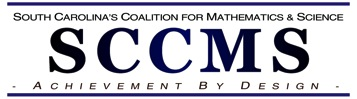 SOUTH CAROLINA'S COALITION FOR MATHEMATICS & SCIENCE
SCCMS
- ACHIEVEMENT BY DESIGN -